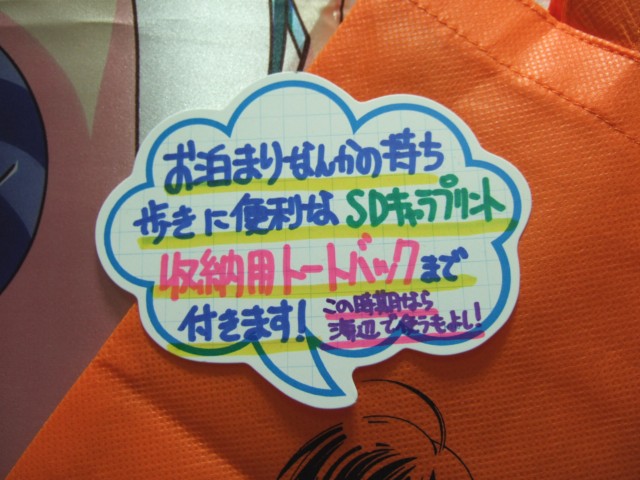 お泊まりなんかの持ち
歩きに便利なSDキャラプリント
収納用トートバックまで
付きます!
この時期なら
海辺で使うもよし!